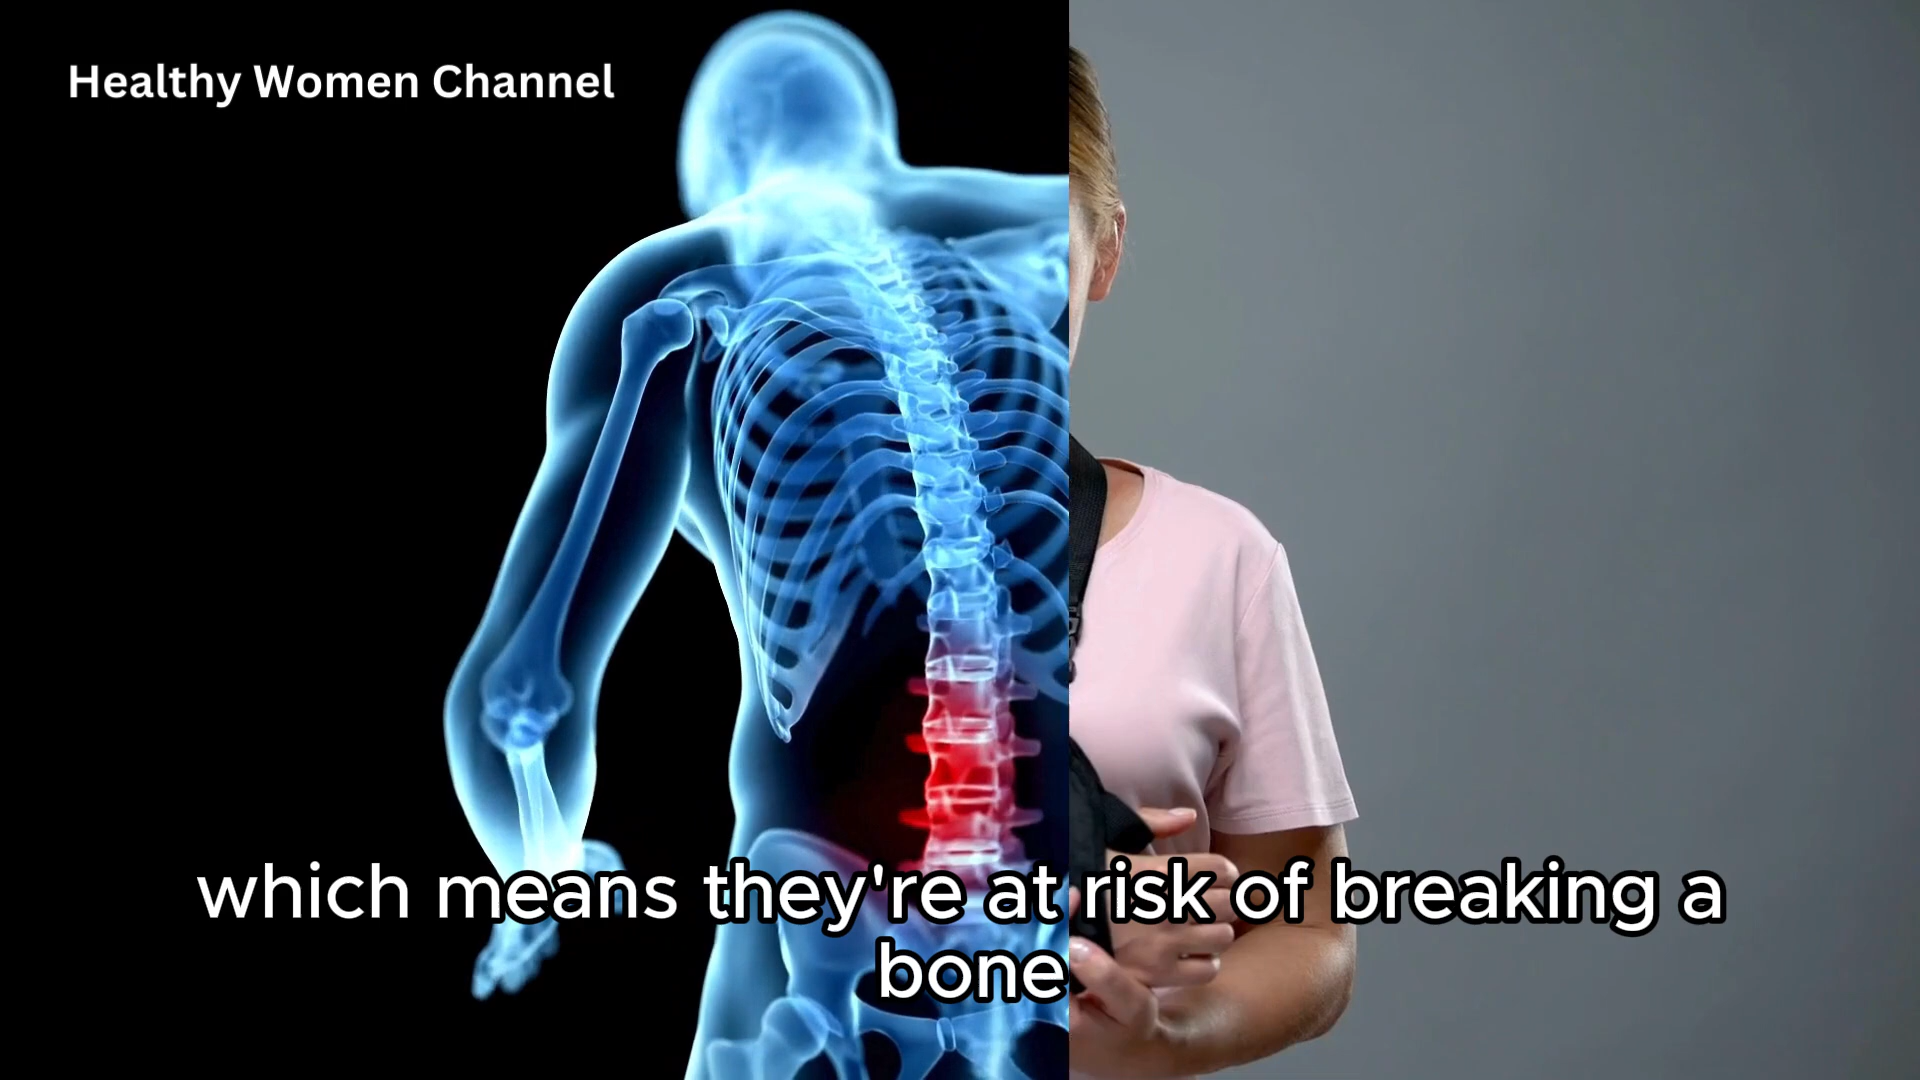 Healthy Women Channel
which means they're at risk of breaking a
bone